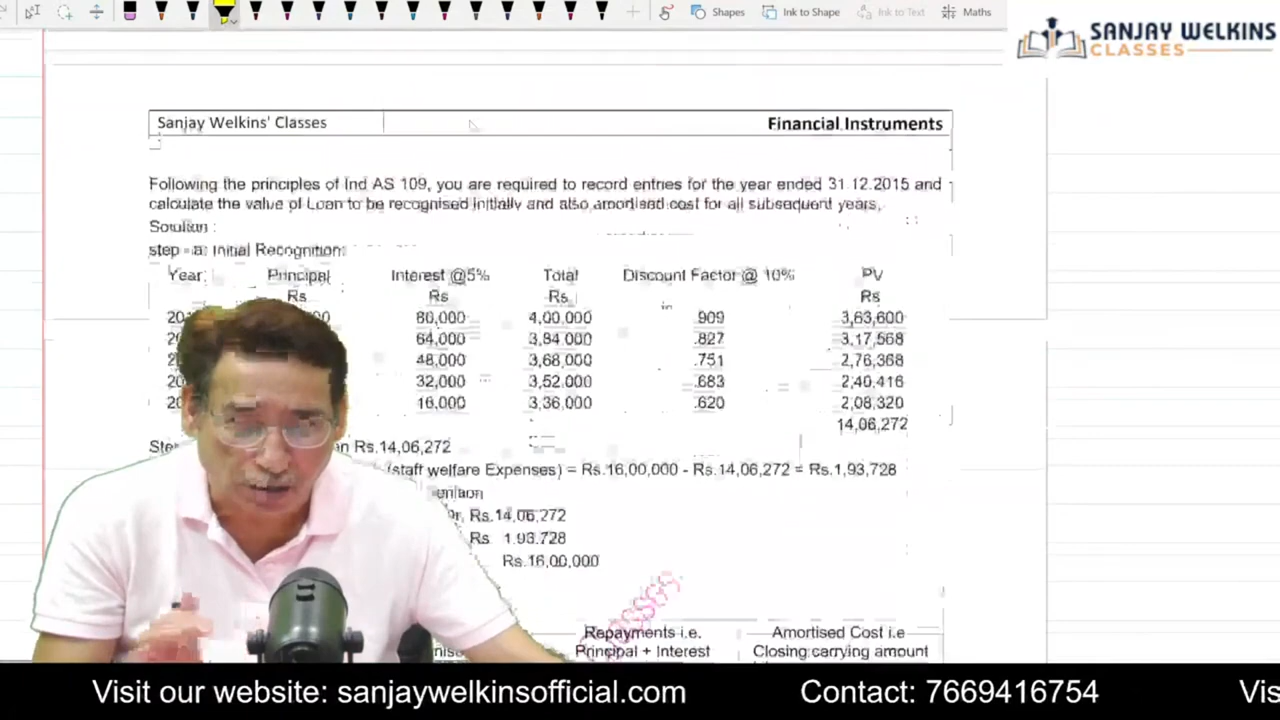 Shapes Ink to Shape Ink to Text Maths
SANJAY WELKINS
CLASSES
Sanjay Welkins' Classes Financial Instruments
Following the principles of Ind AS 109, you are required to record entries for the year ended 31.12.2015 and
calculate the value of Loan to be recognised initially and also amortised cost for all subsequent years,
Soultan :
step - a: Initial Recognition:
Year Principal Interest @5% Total Discount Factor @ 10% PV
Rs Rs Rs Rs
80,000 4,00,000 .909 3,63,600
64,000 3,84,000 .827 3,17,568
48,000 3,68,000 .751 2,76,368
32,000 3,52,000 .683 2,40,416
16,000 3,36,000 .620 2,08,320
14,06,272
Rs.14,06,272
(staff welfare Expenses) = Rs.16,00,000 - Rs.14,06,272 = Rs.1,93,728
Rs.14,06,272
Rs 1.93.728
Rs.16,00,000
Repayments i.e. Amortised Cost i.e
Principal + Interest Closing carrying amount
Visit our website: sanjaywelkinsofficial.com Contact: 7669416754 Vis